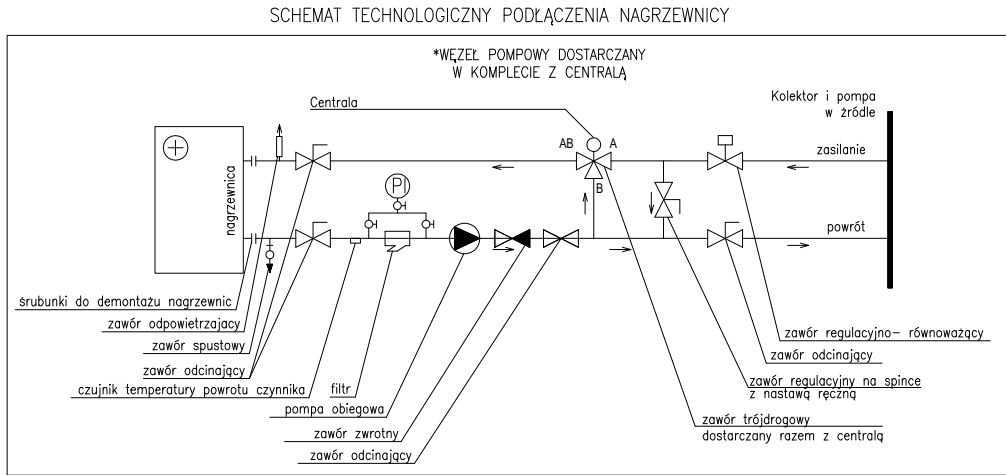 SCHEMAT TECHNOLOGICZNY PODŁĄCZENIA NAGRZEWNICY
*WĘZEŁ POMPOWY DOSTARCZANY
W KOMPLECIE Z CENTRALĄ
Centrala
Kolektor i pompa
w źródle
AB
A
B
zasilanie
nagrzewnica
PI
powrót
śrubunki do demontażu nagrzewnic
zawór odpowietrzajacy
zawór spustowy
zawór odcinający
czujnik temperatury powrotu czynnika
filtr
pompa obiegowa
zawór zwrotny
zawór odcinający
zawór regulacyjno- równoważący
zawór odcinający
zawór regulacyjny na spince
z nastawą ręczną
zawór trójdrogowy
dostarczany razem z centralą